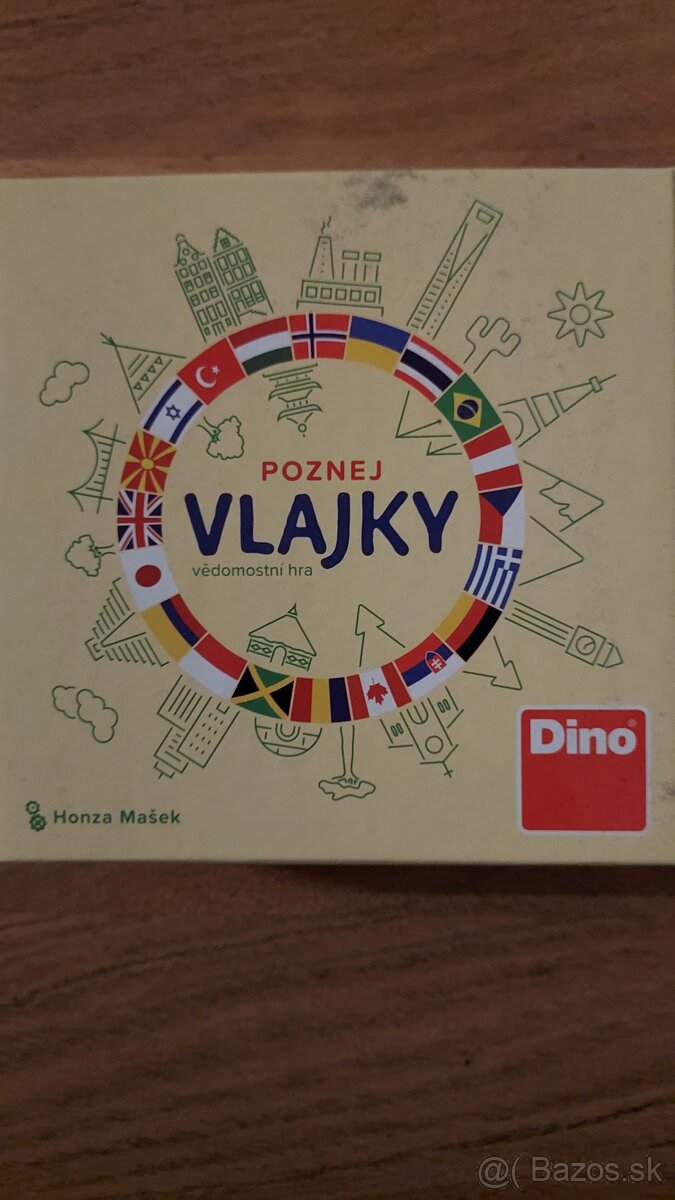 POZNEJ
VLAJKY
vědomostní hra
Dino®
Honza Mašek
@( Bazos.sk